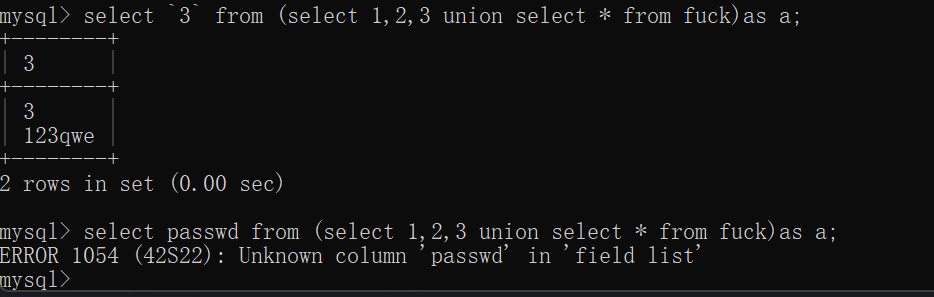 mysql> select `3` from (select 1,2,3 union select * from fuck)as a;
+--------+
| 3      |
+--------+
| 3      |
| 123qwe |
+--------+
2 rows in set (0.00 sec)
mysql> select passwd from (select 1,2,3 union select * from fuck)as a;
ERROR 1054 (42S22): Unknown column 'passwd' in 'field list'
mysql>